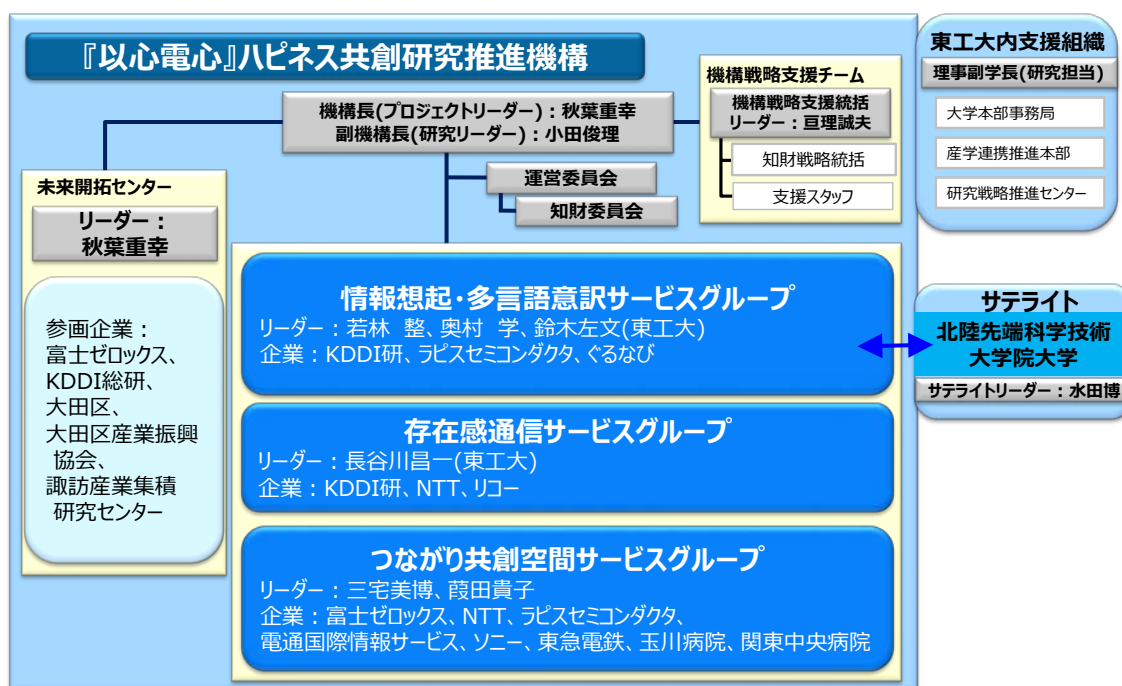 『以心電心』ハピネス共創研究推進機構
機構長(プロジェクトリーダー)：秋葉重幸
副機構長(研究リーダー)：小田俊理
運営委員会
知財委員会
機構戦略支援チーム
機構戦略支援統括
リーダー：亘理誠夫
知財戦略統括
支援スタッフ
東工大内支援組織
理事副学長(研究担当)
大学本部事務局
産学連携推進本部
研究戦略推進センター
未来開拓センター
リーダー：
秋葉重幸
参画企業：
富士ゼロックス、
KDDI総研、
大田区、
大田区産業振興
協会、
諏訪産業集積
研究センター
情報想起・多言語意訳サービスグループ
リーダー：若林 整、奥村 学、鈴木左文(東工大)
企業：KDDI研、ラピスセミコンダクタ、ぐるなび
サテライト
北陸先端科学技術
大学院大学
サテライトリーダー：水田博
存在感通信サービスグループ
リーダー：長谷川晶一(東工大)
企業：KDDI研、NTT、リコー
つながり共創空間サービスグループ
リーダー：三宅美博、葭田貴子
企業：富士ゼロックス、NTT、ラピスセミコンダクタ、
電通国際情報サービス、ソニー、東急電鉄、玉川病院、関東中央病院